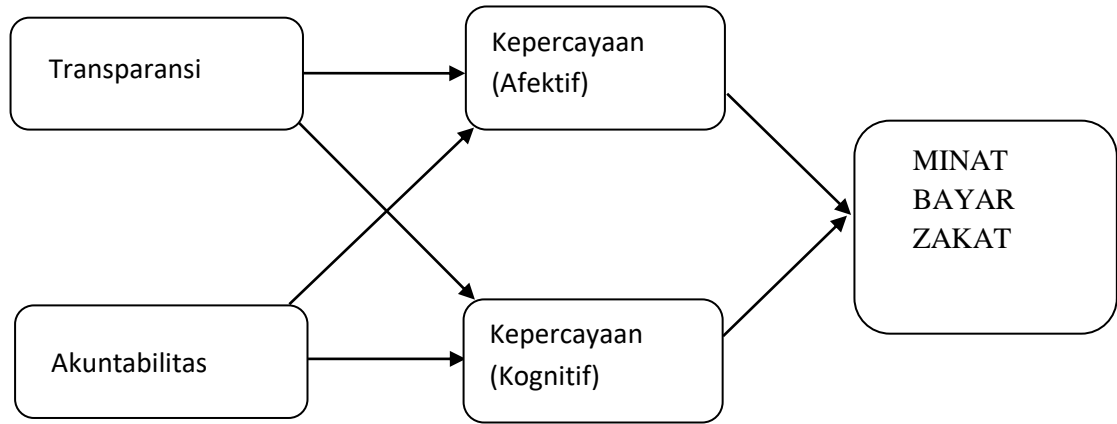 Transparansi
Kepercayaan
(Afektif)
MINAT
BAYAR
ZAKAT
Akuntabilitas
Kepercayaan
(Kognitif)